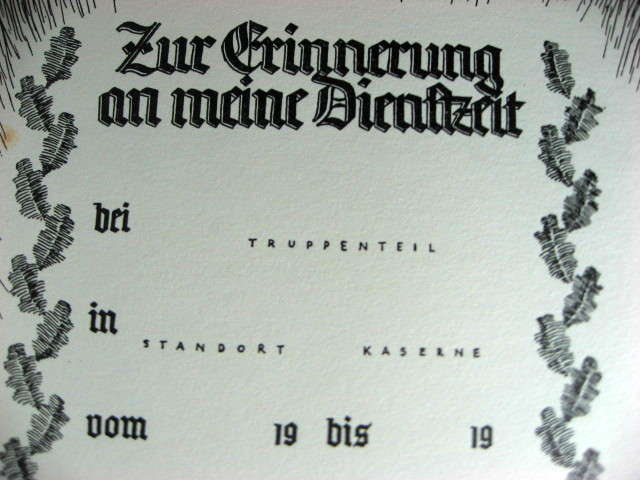 Zur Erinnerung
an meine Dienstzeit
bei
TRUPPENTEIL
in
STANDORT KASERNE
vom 19 bis 19